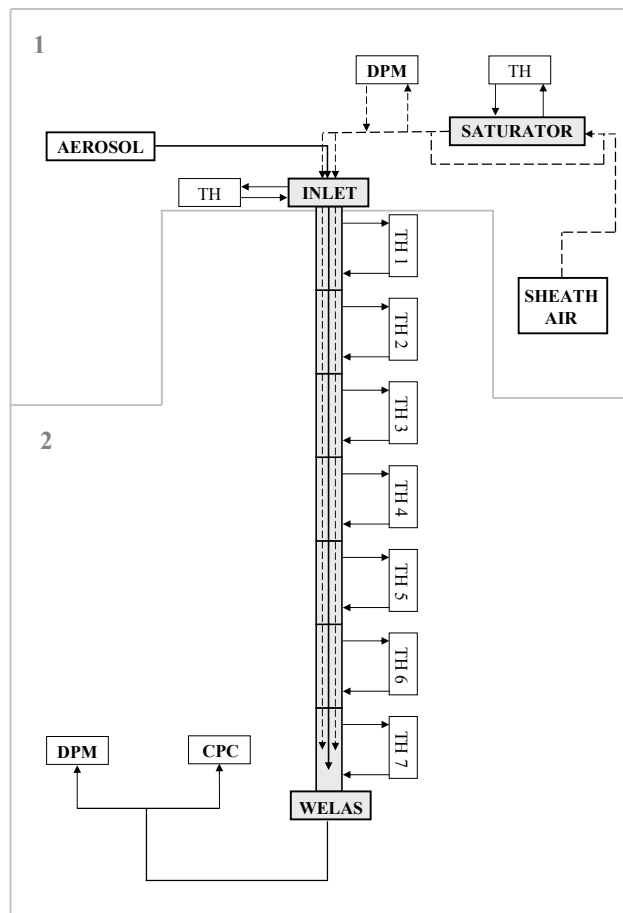 1
DPM
TH
SATURATOR
AEROSOL
TH
INLET
TH 1
SHEATH
AIR
TH 2
TH 3
2
TH 4
TH 5
TH 6
DPM
CPC
TH 7
WELAS